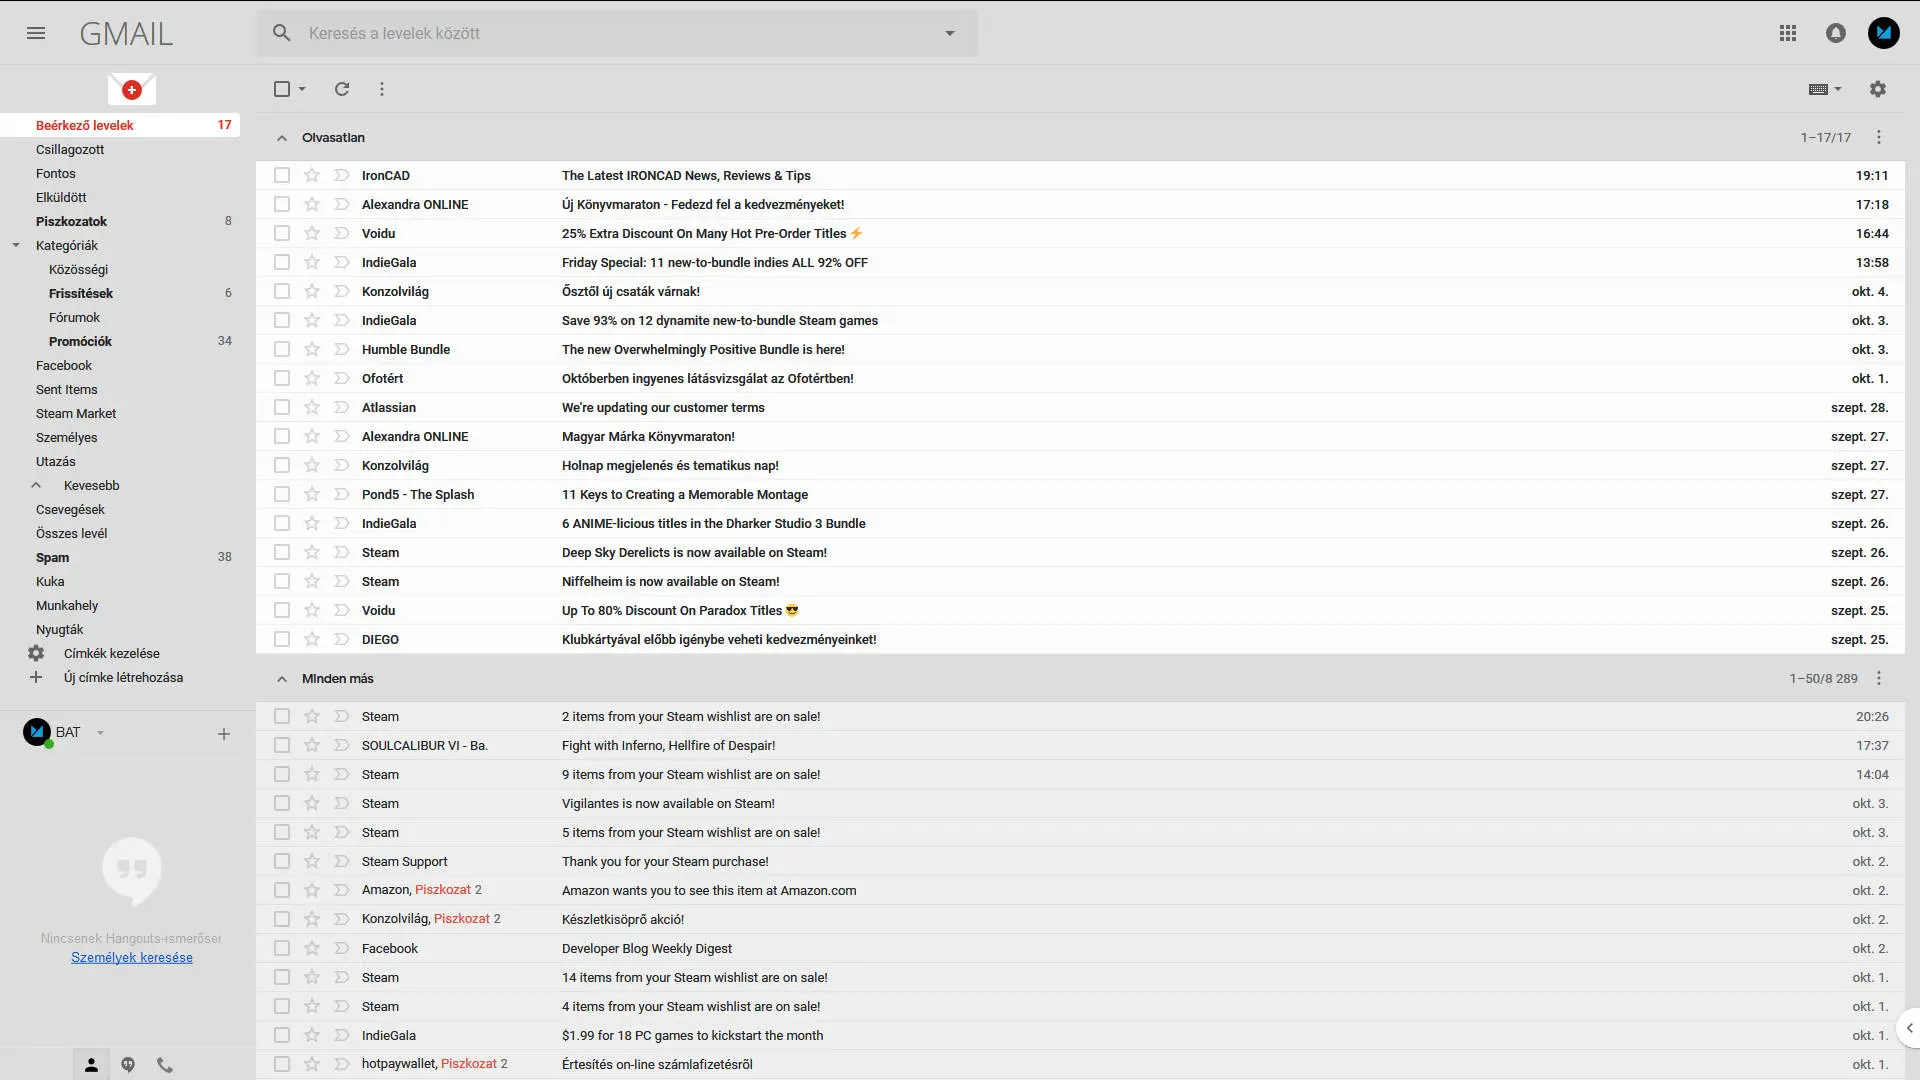 GMAIL
Keresés a levelek között
Beérkező levelek 17
Csillagozott
Fontos
Elküldött
Piszkozatok 8
Kategóriák
Közösségi
Frissítések 6
Fórumok
Promóciók 34
Facebook
Sent Items
Steam Market
Személyes
Utazás
Kevesebb
Csevegések
Összes levél
Spam 38
Kuka
Munkahely
Nyugták
Címkék kezelése
Új címke létrehozása
BAT
Nincsenek Hangouts-ismerősei
Személyek keresése
Olvasatlan 1–17/17
IronCAD The Latest IRONCAD News, Reviews & Tips 19:11
Alexandra ONLINE Új Könyvmaraton - Fedezd fel a kedvezményeket! 17:18
Voidu 25% Extra Discount On Many Hot Pre-Order Titles ⚡ 16:44
IndieGala Friday Special: 11 new-to-bundle indies ALL 92% OFF 13:58
Konzolvilág Ősztől új csaták várnak! okt. 4.
IndieGala Save 93% on 12 dynamite new-to-bundle Steam games okt. 3.
Humble Bundle The new Overwhelmingly Positive Bundle is here! okt. 3.
Ofotért Októberben ingyenes látásvizsgálat az Ofotértben! okt. 1.
Atlassian We're updating our customer terms szept. 28.
Alexandra ONLINE Magyar Márka Könyvmaraton! szept. 27.
Konzolvilág Holnap megjelenés és tematikus nap! szept. 27.
Pond5 - The Splash 11 Keys to Creating a Memorable Montage szept. 27.
IndieGala 6 ANIME-licious titles in the Dharker Studio 3 Bundle szept. 26.
Steam Deep Sky Derelicts is now available on Steam! szept. 26.
Steam Niffelheim is now available on Steam! szept. 26.
Voidu Up To 80% Discount On Paradox Titles 😎 szept. 25.
DIEGO Klubkártyával előbb igénybe veheti kedvezményeinket! szept. 25.
Minden más 1–50/8 289
Steam 2 items from your Steam wishlist are on sale! 20:26
SOULCALIBUR VI - Ba. Fight with Inferno, Hellfire of Despair! 17:37
Steam 9 items from your Steam wishlist are on sale! 14:04
Steam Vigilantes is now available on Steam! okt. 3.
Steam 5 items from your Steam wishlist are on sale! okt. 3.
Steam Support Thank you for your Steam purchase! okt. 2.
Amazon, Piszkozat 2 Amazon wants you to see this item at Amazon.com okt. 2.
Konzolvilág, Piszkozat 2 Készletkisöprő akció! okt. 2.
Facebook Developer Blog Weekly Digest okt. 2.
Steam 14 items from your Steam wishlist are on sale! okt. 1.
Steam 4 items from your Steam wishlist are on sale! okt. 1.
IndieGala $1.99 for 18 PC games to kickstart the month okt. 1.
hotpaywallet, Piszkozat 2 Értesítés on-line számlafizetésről okt. 1.